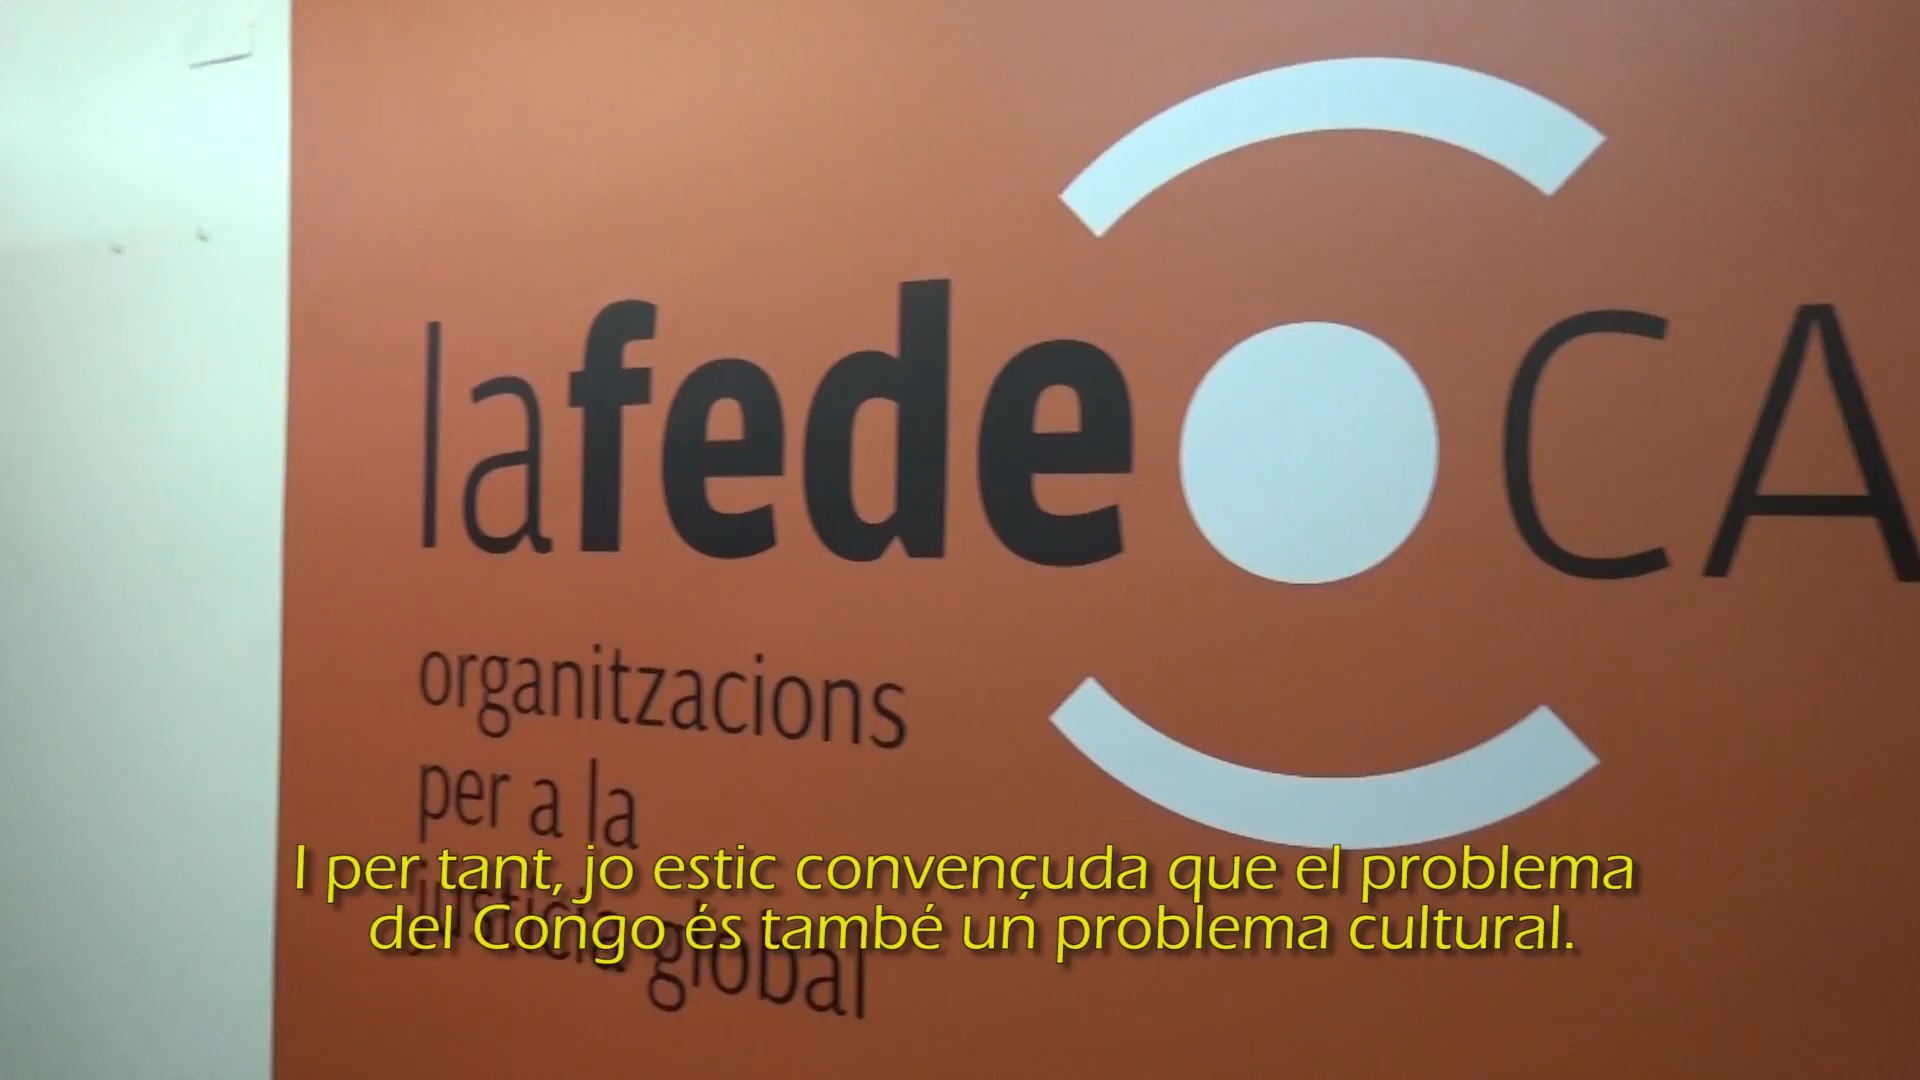 lafede CA
organitzacions
per a la
justícia global
I per tant, jo estic convençuda que el problema
del Congo és també un problema cultural.